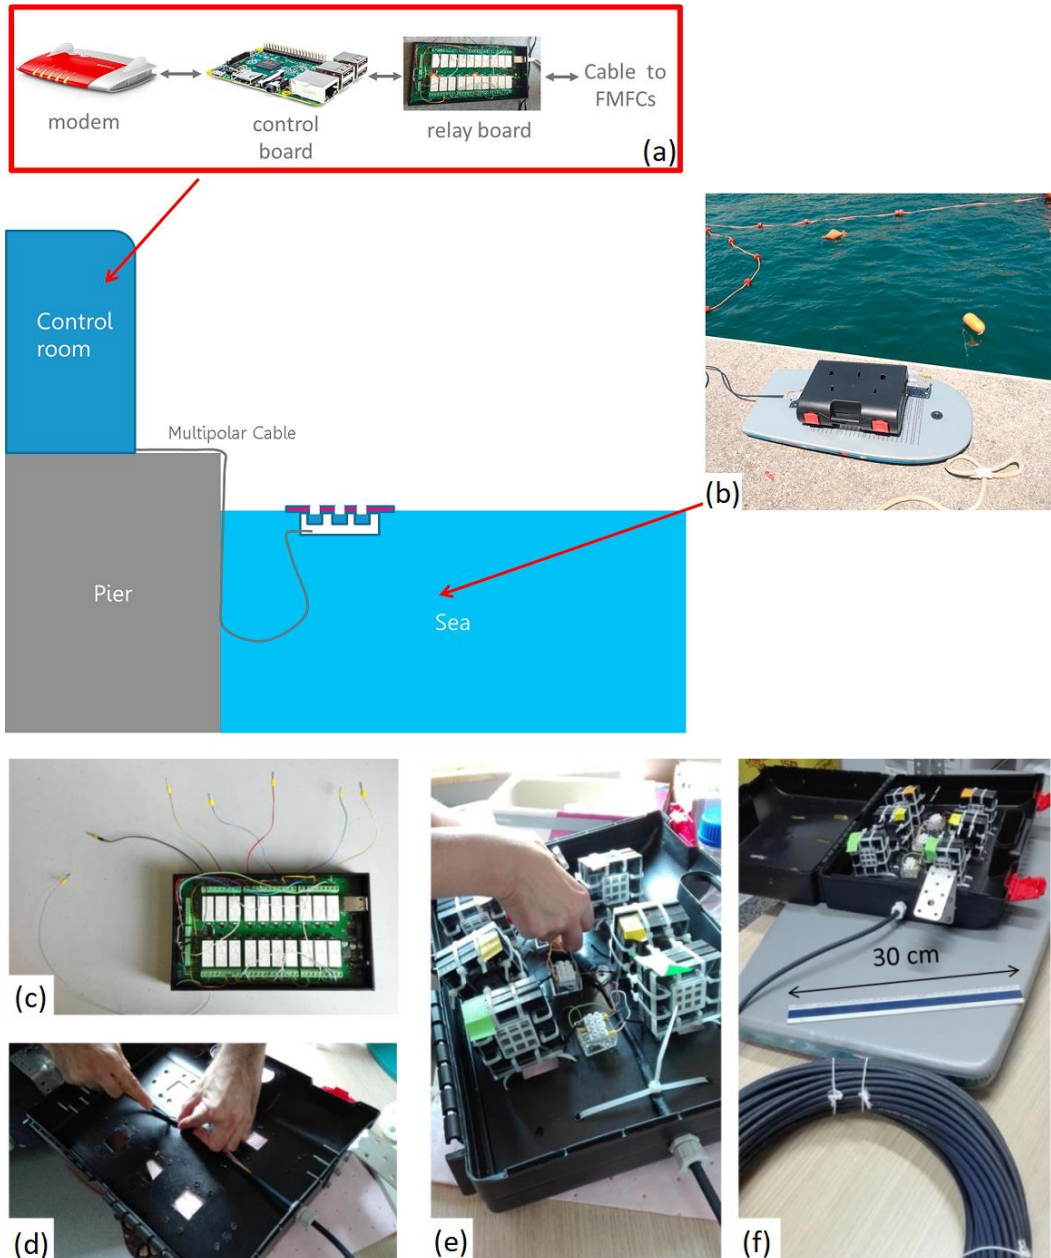 modem
control
board
relay board
Cable to
FMFCs
(a)
Control
room
Multipolar Cable
Pier
Sea
(b)
(c)
(d)
(e)
30 cm
(f)